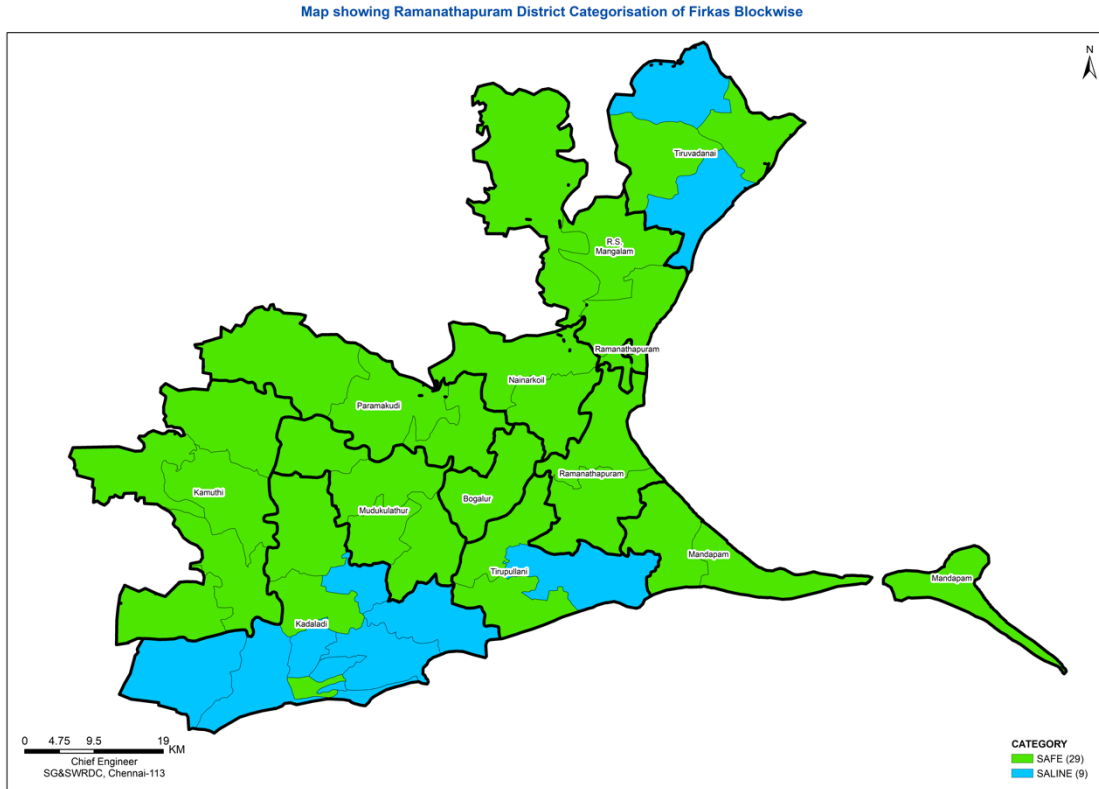 Map showing Ramanathapuram District Categorisation of Firkas Blockwise
N
Tiruvadanai
R.S.
Mangalam
Ramanathapuram
Nainarkoil
Paramakudi
Ramanathapuram
Kamuthi
Bogalur
Mudukulathur
Mandapam
Tirupullani
Mandapam
Kadaladi
0 4.75 9.5 19
KM
Chief Engineer
SG&SWRDC, Chennai-113
CATEGORY
SAFE (29)
SALINE (9)